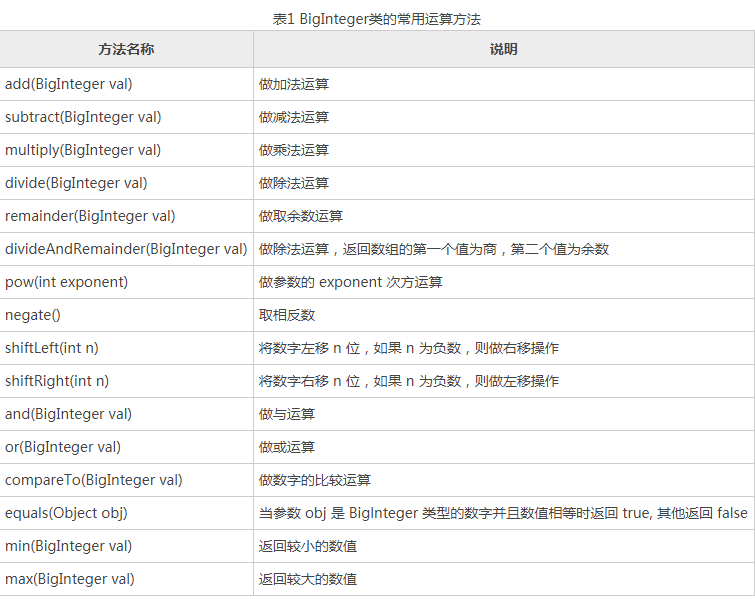 表1 BigInteger类的常用运算方法
方法名称 说明
add(BigInteger val) 做加法运算
subtract(BigInteger val) 做减法运算
multiply(BigInteger val) 做乘法运算
divide(BigInteger val) 做除法运算
remainder(BigInteger val) 做取余数运算
divideAndRemainder(BigInteger val) 做除法运算，返回数组的第一个值为商，第二个值为余数
pow(int exponent) 做参数的 exponent 次方运算
negate() 取相反数
shiftLeft(int n) 将数字左移 n 位，如果 n 为负数，则做右移操作
shiftRight(int n) 将数字右移 n 位，如果 n 为负数，则做左移操作
and(BigInteger val) 做与运算
or(BigInteger val) 做或运算
compareTo(BigInteger val) 做数字的比较运算
equals(Object obj) 当参数 obj 是 Biglnteger 类型的数字并且数值相等时返回 true, 其他返回 false
min(BigInteger val) 返回较小的数值
max(BigInteger val) 返回较大的数值